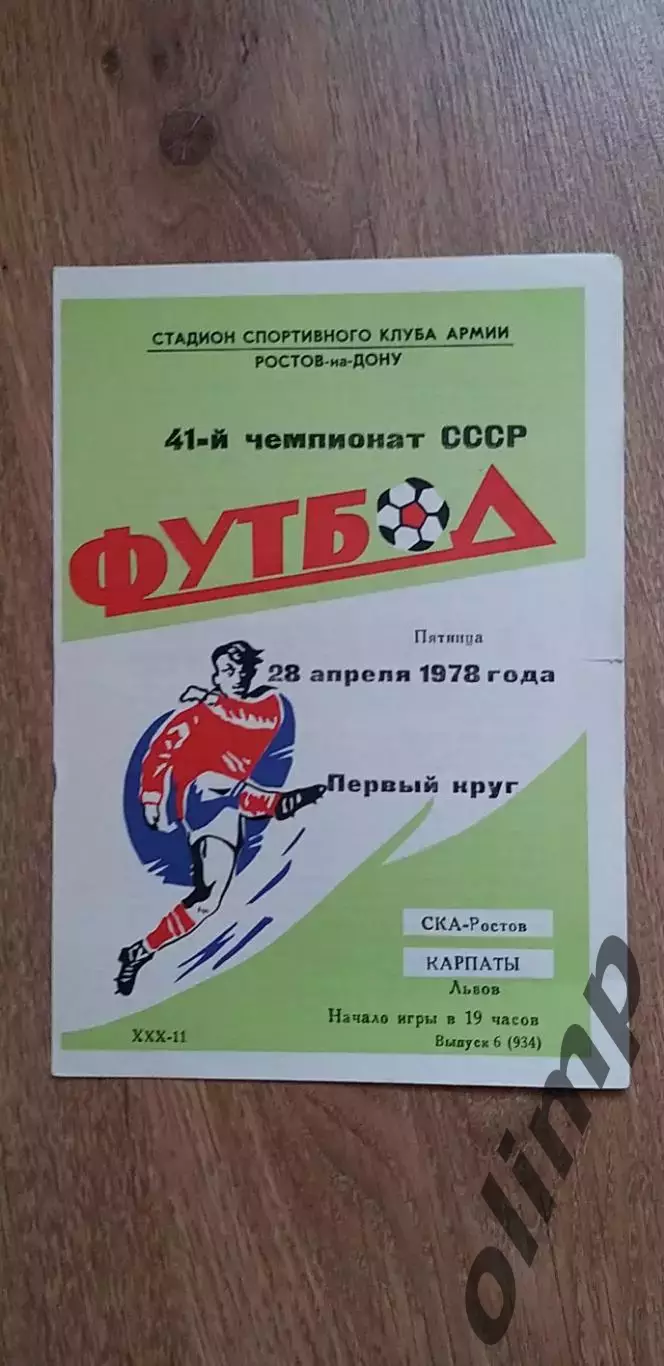 СТАДИОН СПОРТИВНОГО КЛУБА АРМИИ
РОСТОВ-на-ДОНУ
41-й чемпионат СССР
ФУТБОЛ
Пятница
28 апреля 1978 года
Первый круг
СКА-Ростов
КАРПАТЫ
Львов
Начало игры в 19 часов
XXX-11
Выпуск 6 (934)
olimp